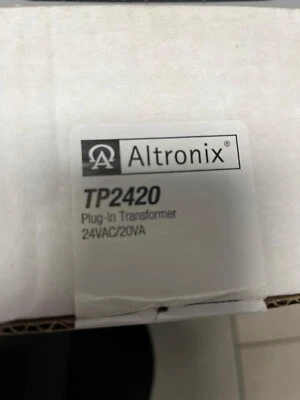 Altronix®
TP2420
Plug-in Transformer
24VAC/20VA